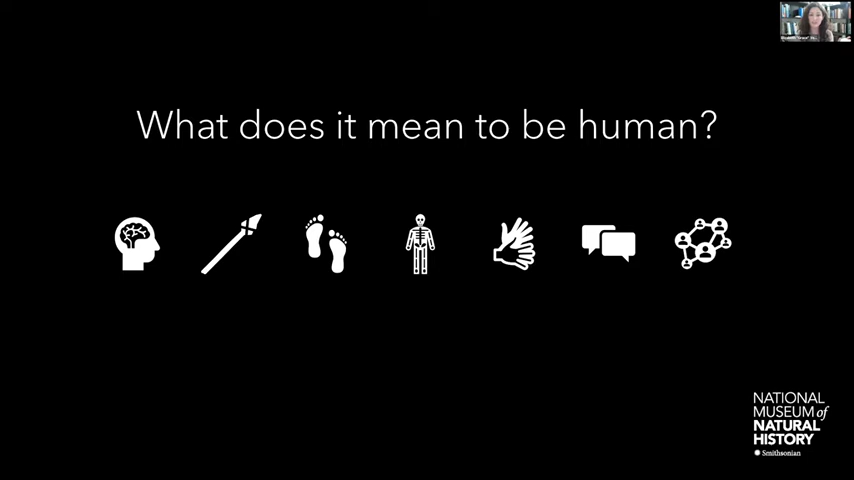 What does it mean to be human?
NATIONAL
MUSEUM of
NATURAL
HISTORY
Smithsonian